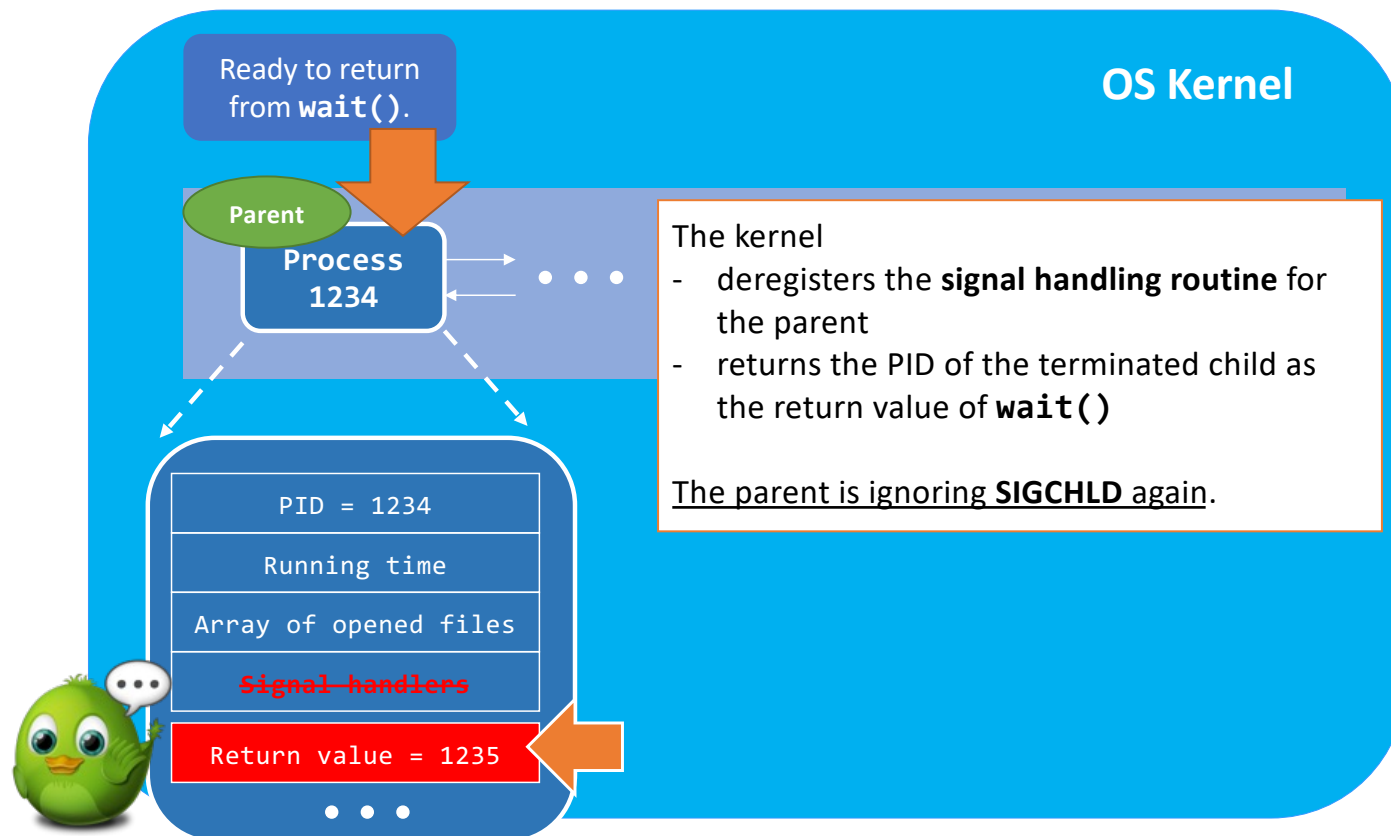 Ready to return
from wait().
OS Kernel
Parent
Process
1234
The kernel
- deregisters the signal handling routine for
the parent
- returns the PID of the terminated child as
the return value of wait()
The parent is ignoring SIGCHLD again.
PID = 1234
Running time
Array of opened files
Signal handlers
Return value = 1235